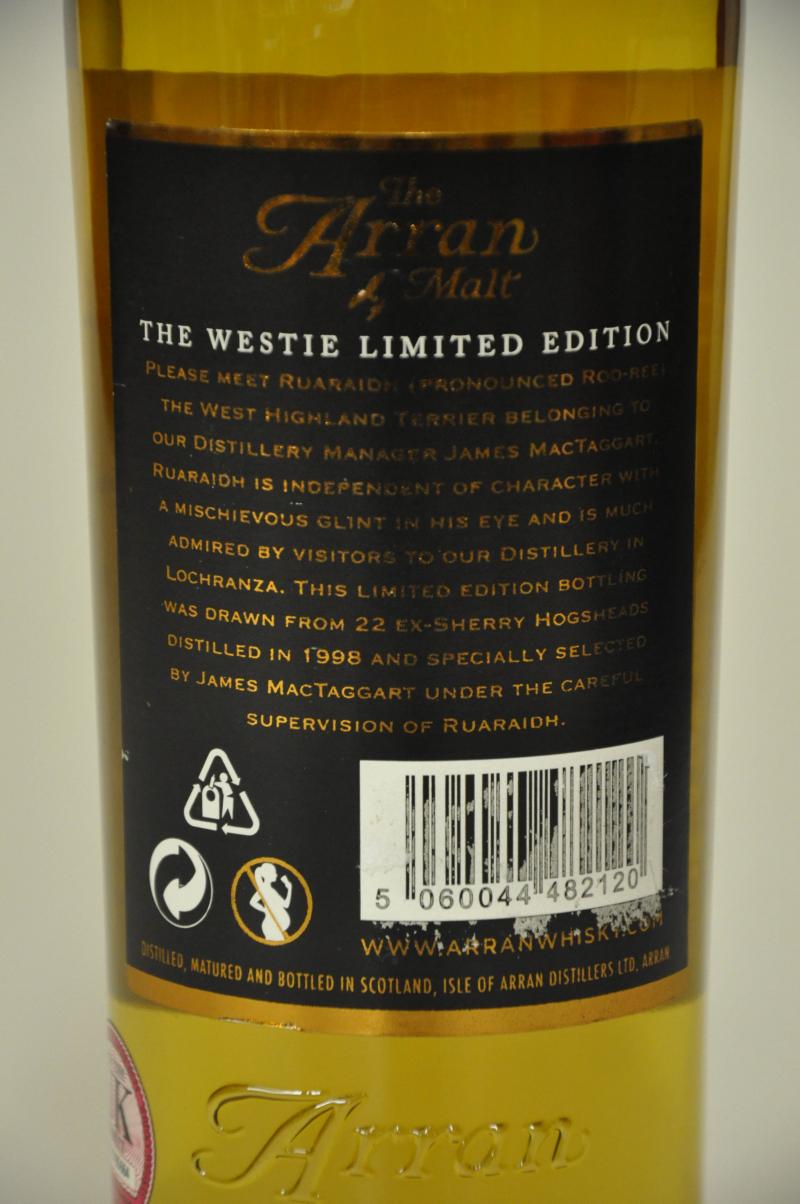 The
Arran
Malt
THE WESTIE LIMITED EDITION
PLEASE MEET RUARAIDH (PRONOUNCED ROO-REE)
THE WEST HIGHLAND TERRIER BELONGING TO
OUR DISTILLERY MANAGER JAMES MACTAGGART.
RUARAIDH IS INDEPENDENT OF CHARACTER WITH
A MISCHIEVOUS GLINT IN HIS EYE AND IS MUCH
ADMIRED BY VISITORS TO OUR DISTILLERY IN
LOCHRANZA. THIS LIMITED EDITION BOTTLING
WAS DRAWN FROM 22 EX-SHERRY HOGSHEADS
DISTILLED IN 1998 AND SPECIALLY SELECTED
BY JAMES MACTAGGART UNDER THE CAREFUL
SUPERVISION OF RUARAIDH.
5 060044 482120
WWW.ARRANWHISKY.COM
DISTILLED, MATURED AND BOTTLED IN SCOTLAND, ISLE OF ARRAN DISTILLERS LTD, ARRAN
K
Arran